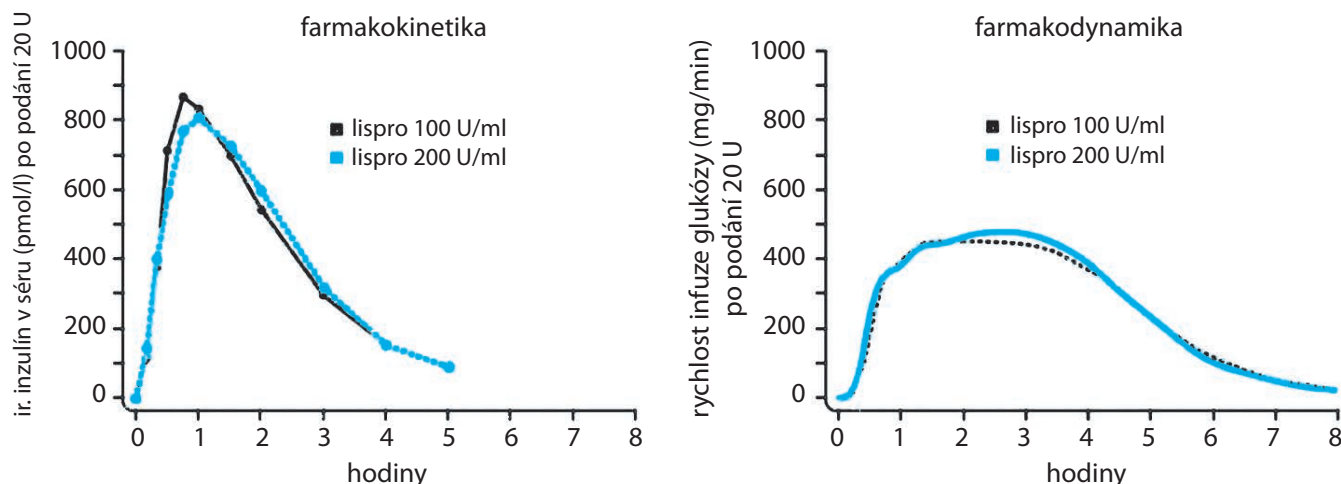 farmakokinetika
ir. inzulín v séru (pmol/l) po podání 20 U
1000
800
600
400
200
0
lispro 100 U/ml
lispro 200 U/ml
0 1 2 3 4 5 6 7 8
hodiny
farmakodynamika
rychlost infuze glukózy (mg/min)
po podání 20 U
1000
800
600
400
200
0
lispro 100 U/ml
lispro 200 U/ml
0 1 2 3 4 5 6 7 8
hodiny